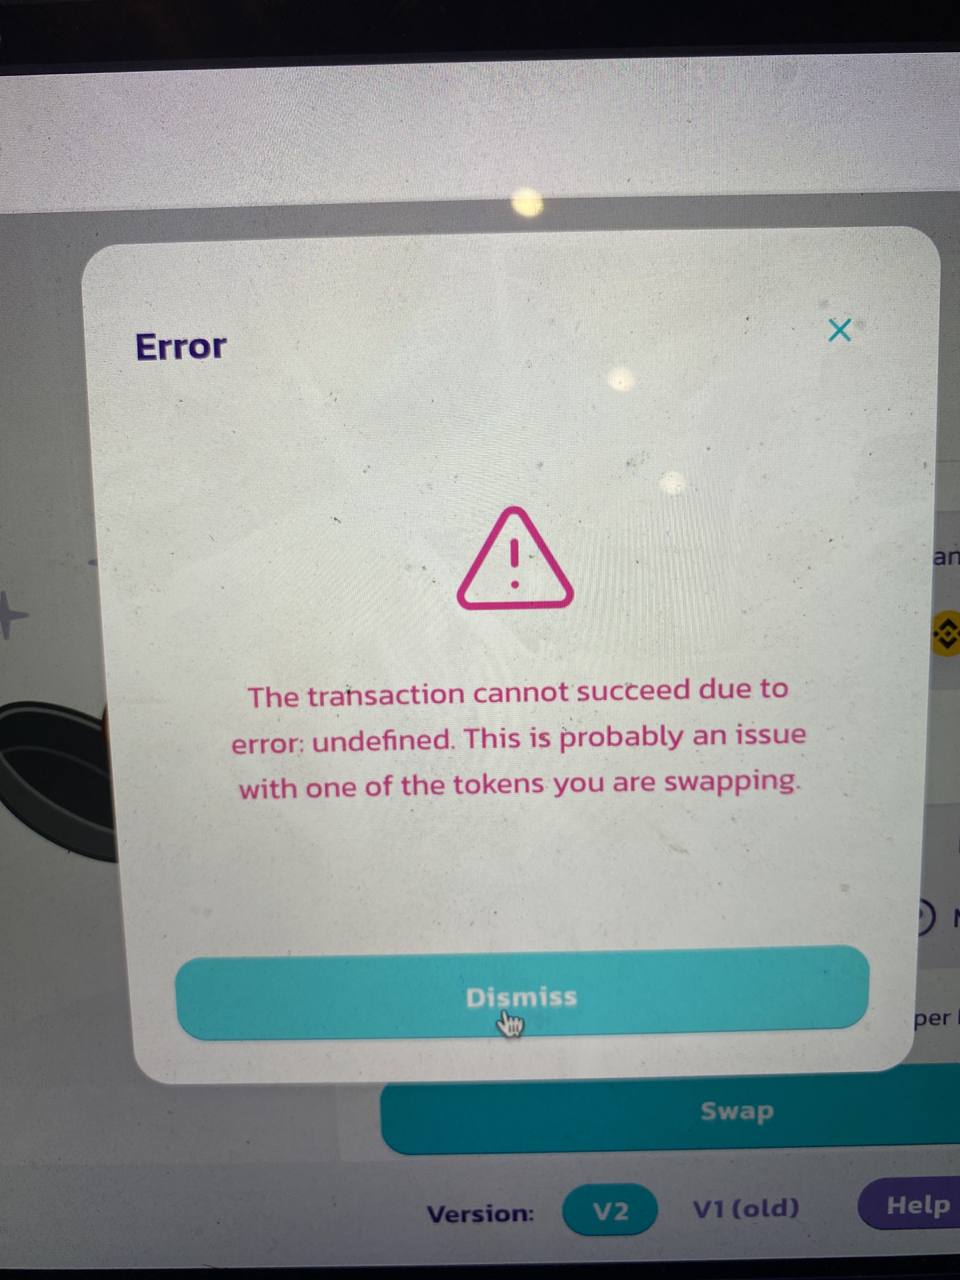 Error
an
The transaction cannot succeed due to
error: undefined. This is probably an issue
with one of the tokens you are swapping.
Dismiss
per
Swap
Version: V2 V1 (old) Help